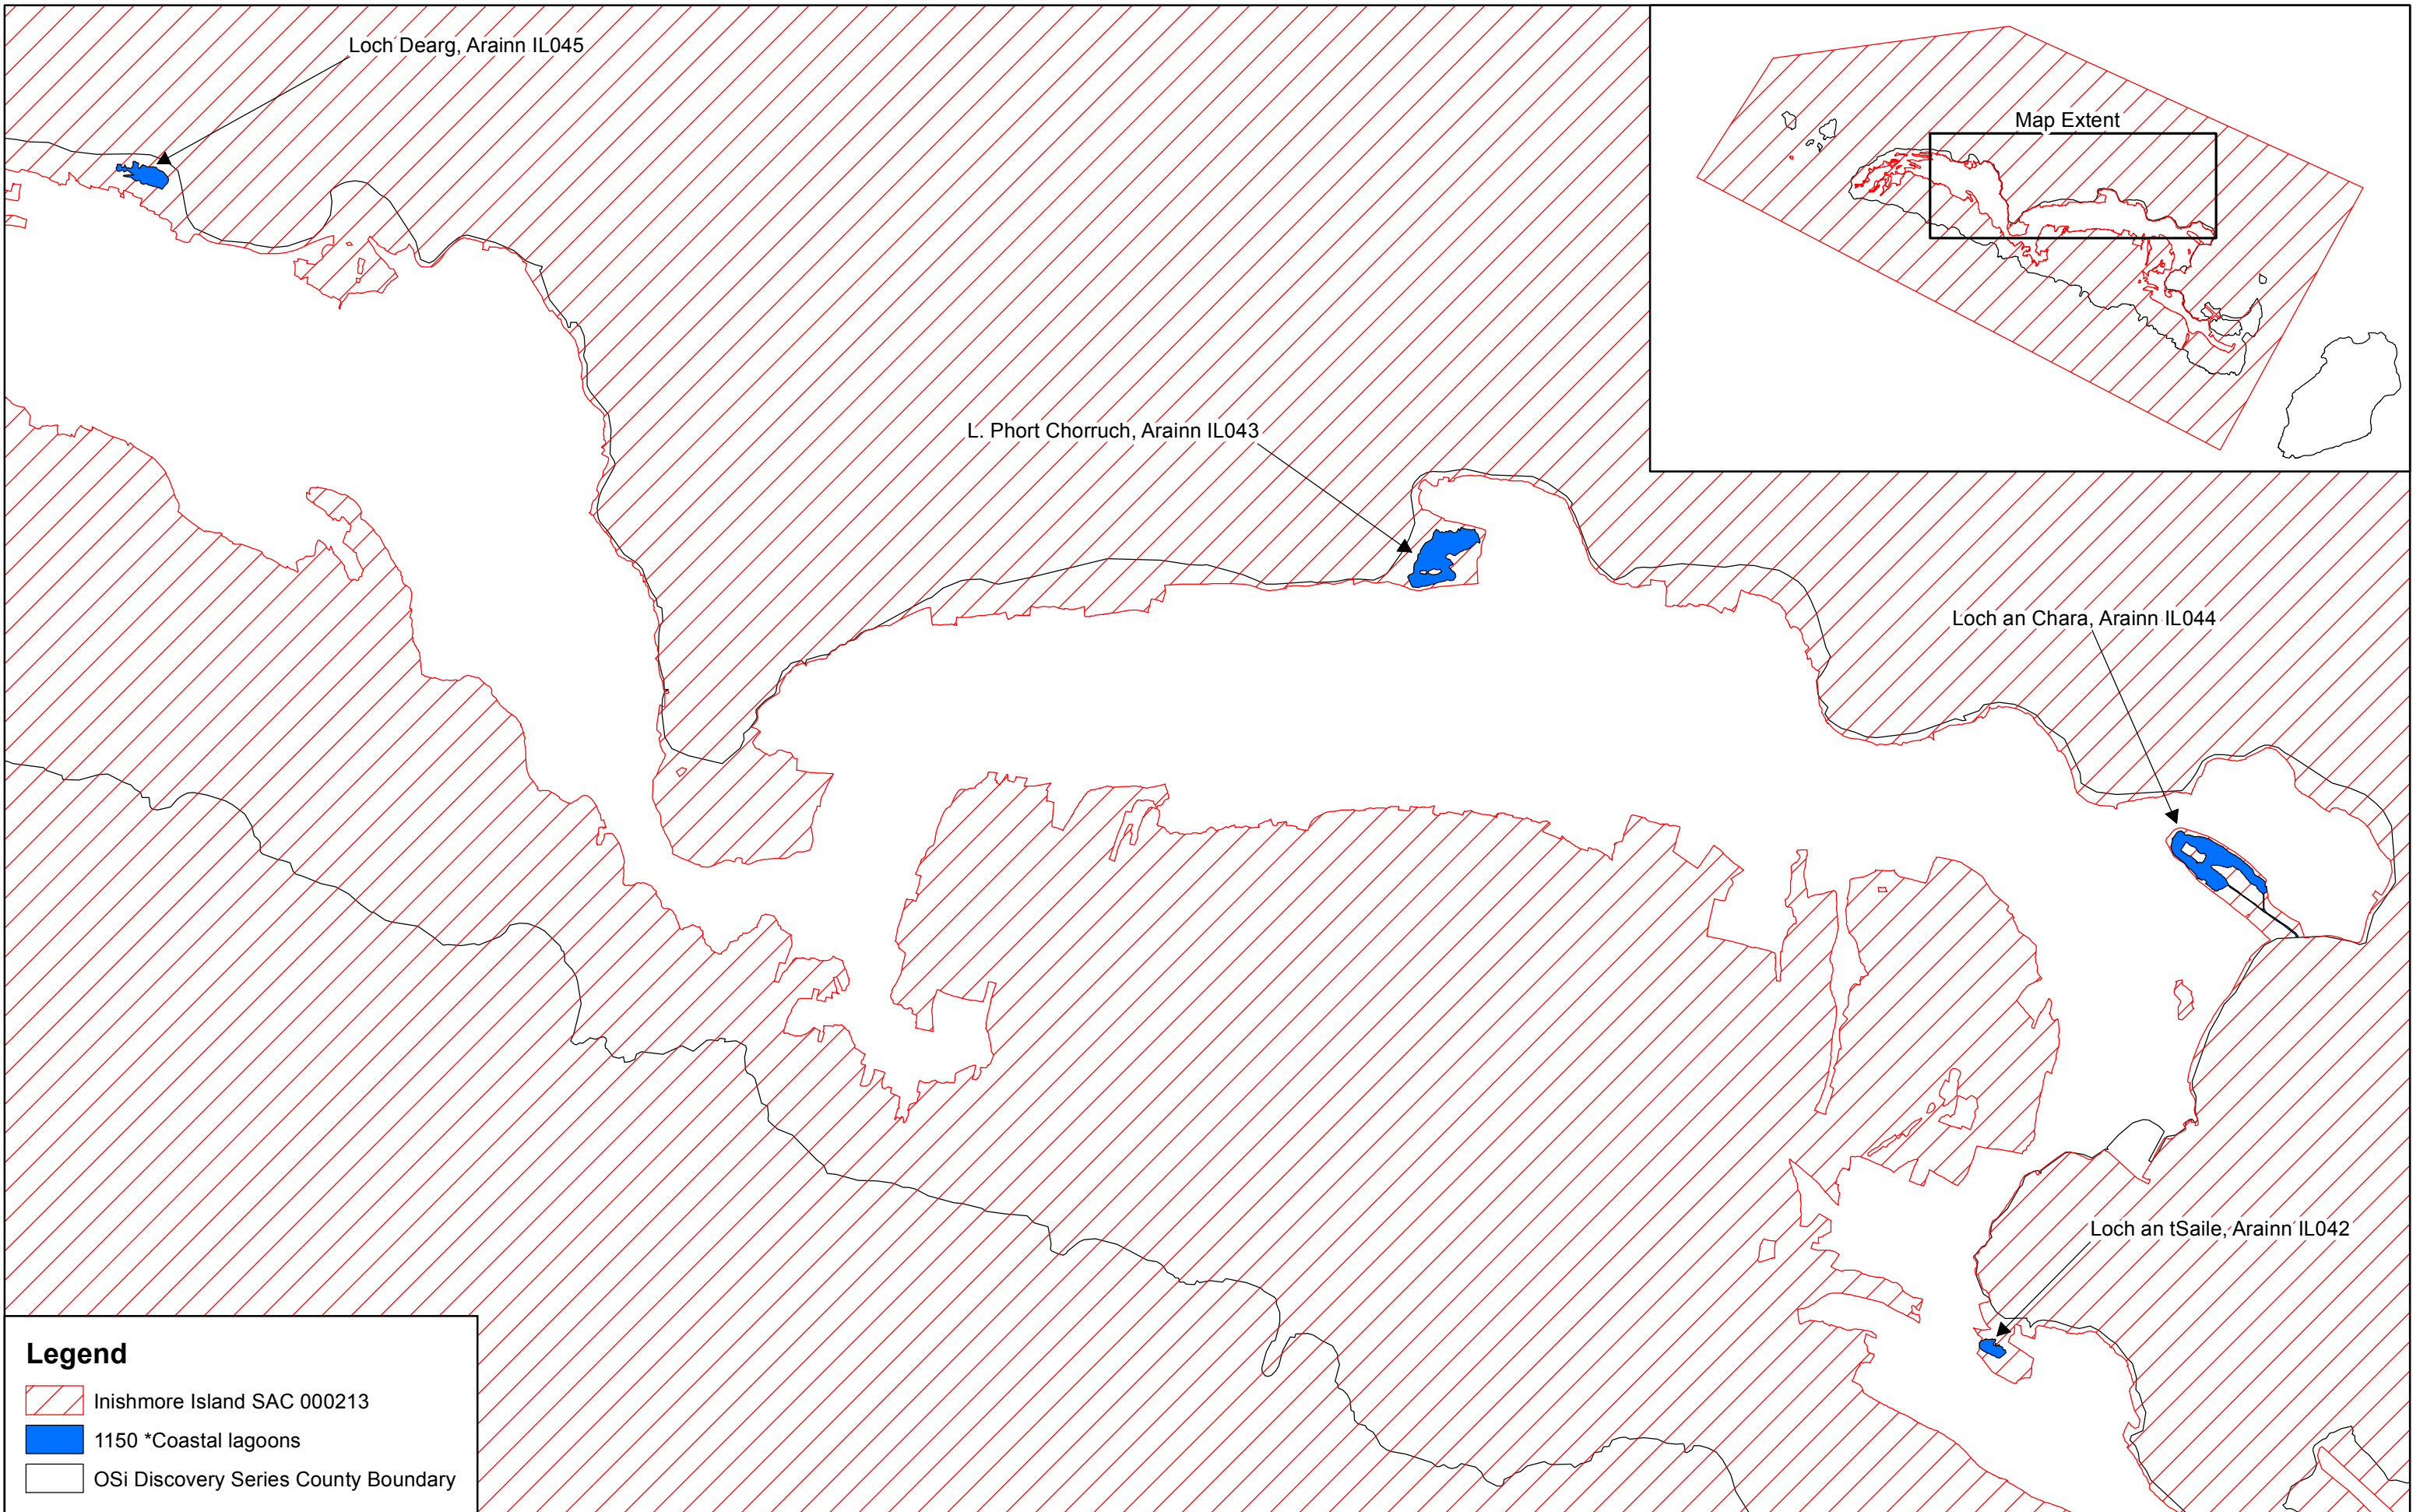 Loch Dearg, Arainn IL045
Map Extent
L. Phort Chorruch, Arainn IL043
Loch an Chara, Arainn IL044
Loch an tSaile, Arainn IL042
Legend
Inishmore Island SAC 000213
1150 *Coastal lagoons
OSi Discovery Series County Boundary